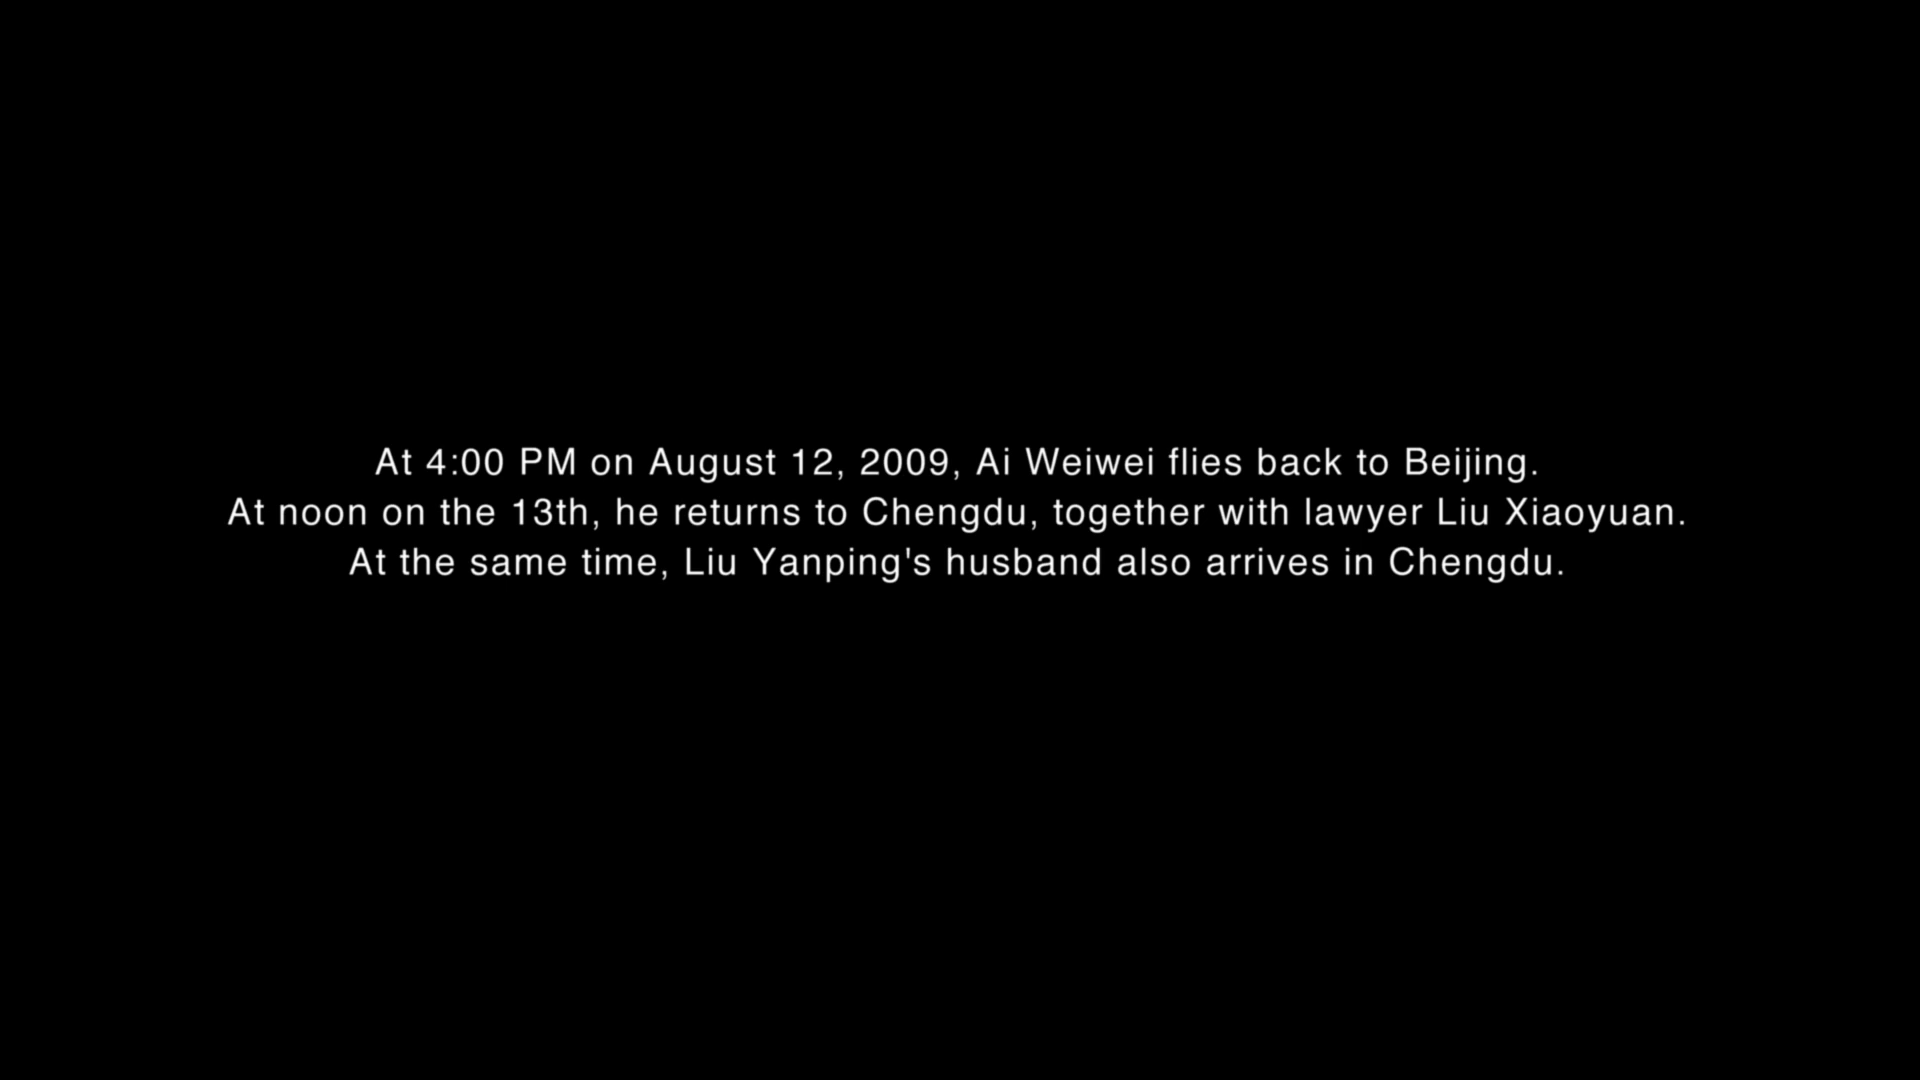 At 4:00 PM on August 12, 2009, Ai Weiwei flies back to Beijing.
At noon on the 13th, he returns to Chengdu, together with lawyer Liu Xiaoyuan.
At the same time, Liu Yanping's husband also arrives in Chengdu.